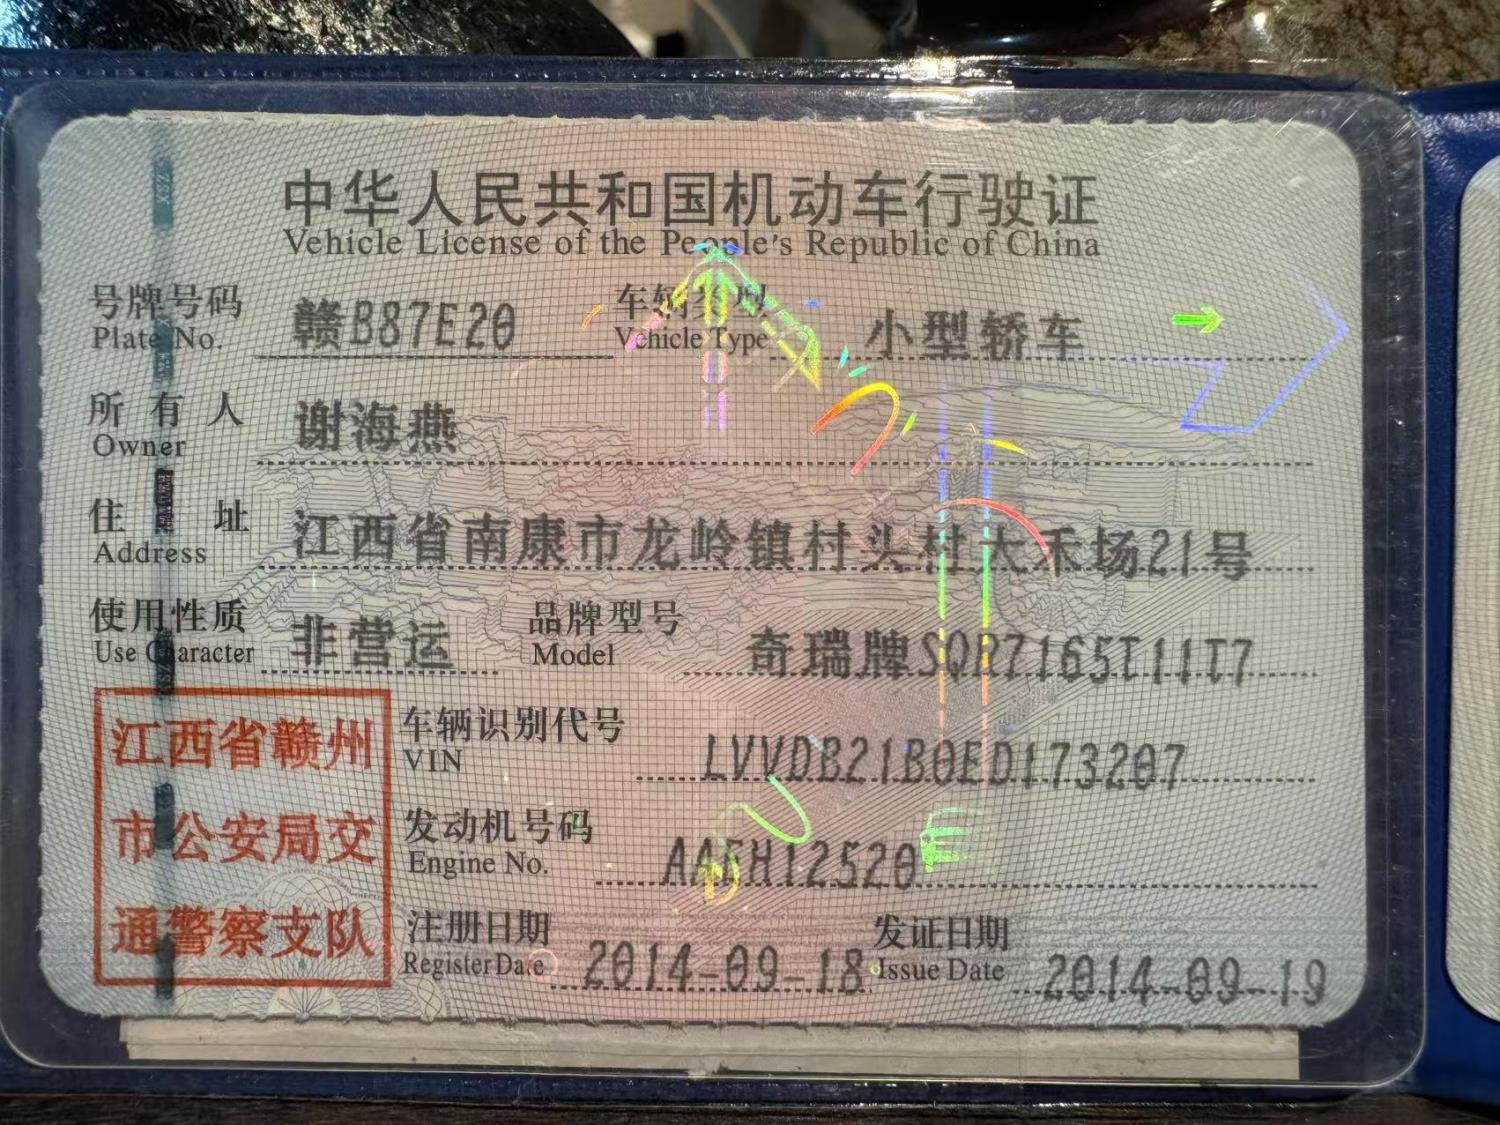 中华人民共和国机动车行驶证
Vehicle License of the People's Republic of China
号牌号码 赣B87E20 车辆类型 小型轿车
Plate No. Vehicle Type
所有人 谢海燕
Owner
住址 江西省南康市龙岭镇村头村大禾场21号
Address
使用性质 非营运 品牌型号 奇瑞牌SQR7165T11T7
Use Character Model
江西省赣州
市公安局交
通警察支队
车辆识别代号 LVVDB21B0ED173207
VIN
发动机号码 AAEH12520
Engine No.
注册日期 2014-09-18 发证日期 2014-09-19
Register Date Issue Date